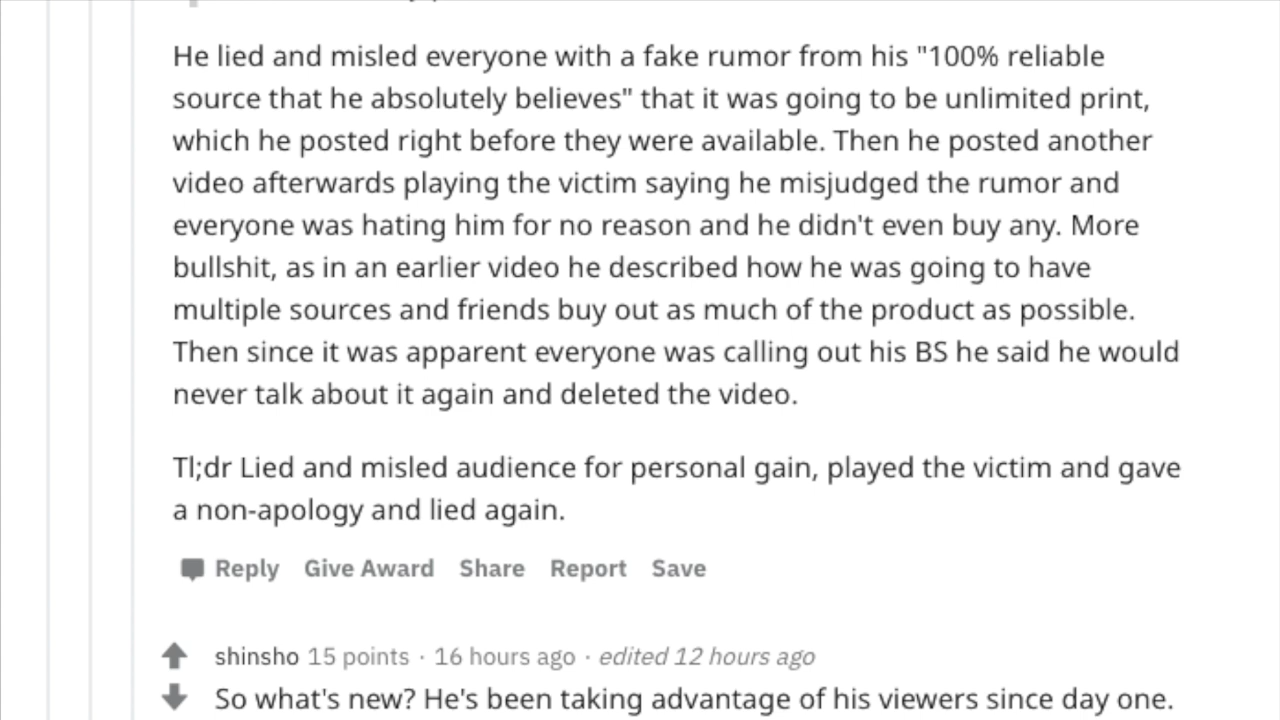 He lied and misled everyone with a fake rumor from his "100% reliable
source that he absolutely believes" that it was going to be unlimited print,
which he posted right before they were available. Then he posted another
video afterwards playing the victim saying he misjudged the rumor and
everyone was hating him for no reason and he didn't even buy any. More
bullshit, as in an earlier video he described how he was going to have
multiple sources and friends buy out as much of the product as possible.
Then since it was apparent everyone was calling out his BS he said he would
never talk about it again and deleted the video.
Tl;dr Lied and misled audience for personal gain, played the victim and gave
a non-apology and lied again.
Reply Give Award Share Report Save
shinsho 15 points · 16 hours ago · edited 12 hours ago
So what's new? He's been taking advantage of his viewers since day one.